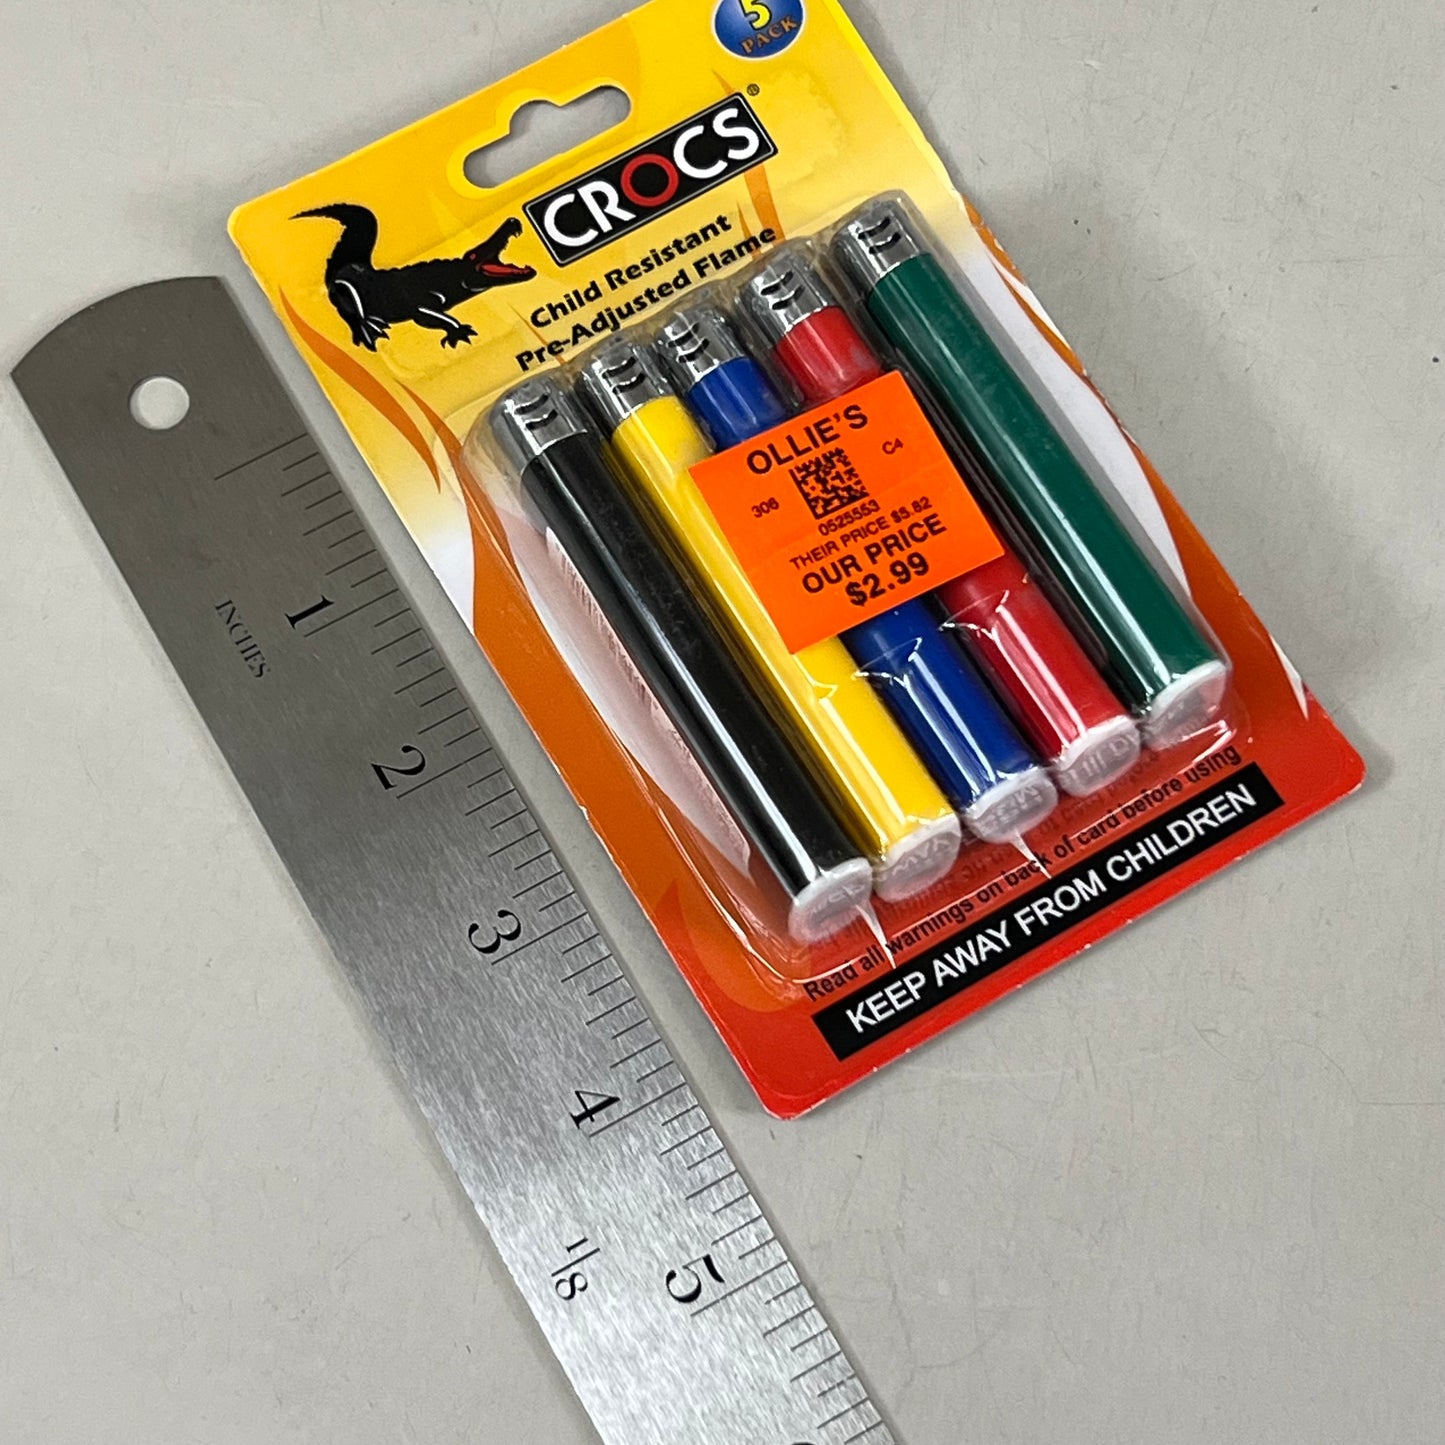 5
PACK
CROCS®
Child Resistant
Pre-Adjusted Flame
OLLIE'S
C4
306
0525553
THEIR PRICE $5.82
OUR PRICE
$2.99
Read all warnings on back of card before using
KEEP AWAY FROM CHILDREN
INCHES
1
2
3
4
1/8
5